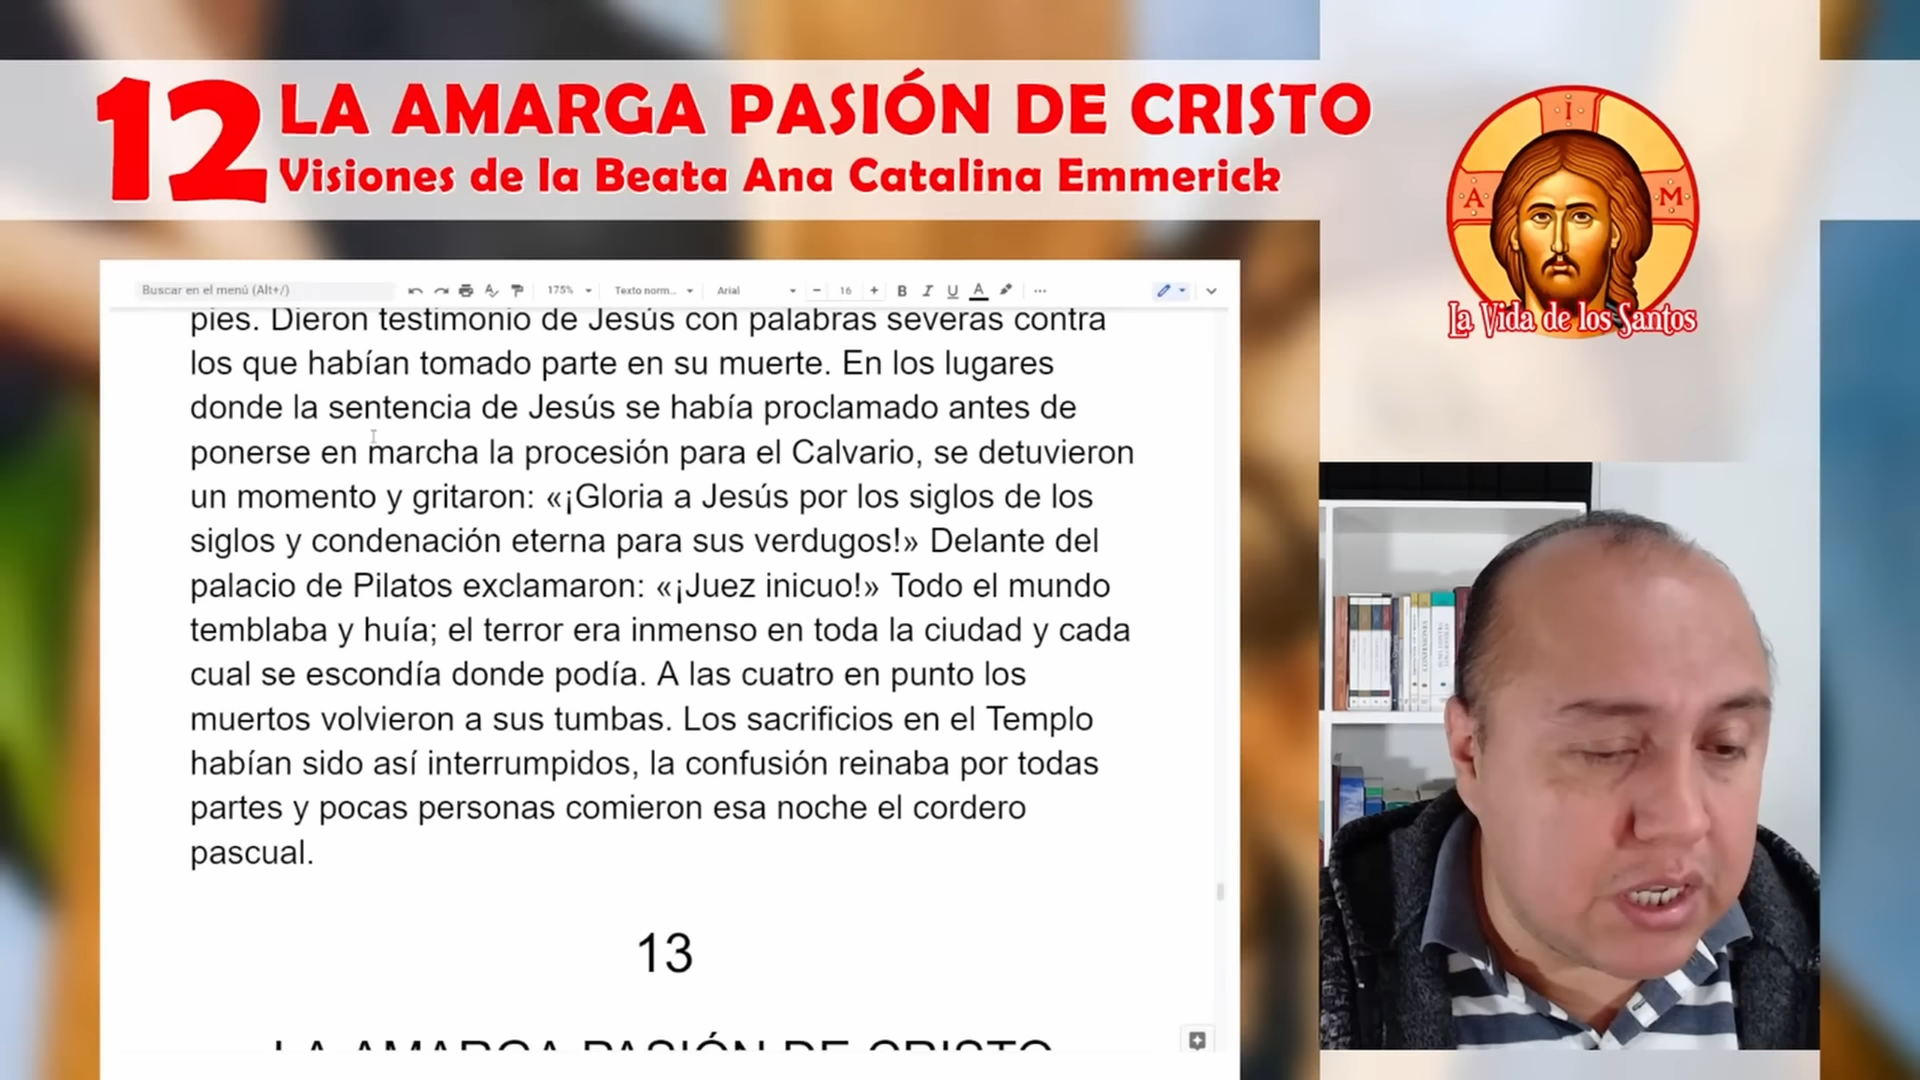 12
LA AMARGA PASIÓN DE CRISTO
Visiones de la Beata Ana Catalina Emmerick
I
A M
La Vida de los Santos
Buscar en el menú (Alt+/)
175% Texto norm... Arial 16 B I U A
pies. Dieron testimonio de Jesús con palabras severas contra
los que habían tomado parte en su muerte. En los lugares
donde la sentencia de Jesús se había proclamado antes de
ponerse en marcha la procesión para el Calvario, se detuvieron
un momento y gritaron: «¡Gloria a Jesús por los siglos de los
siglos y condenación eterna para sus verdugos!» Delante del
palacio de Pilatos exclamaron: «¡Juez inicuo!» Todo el mundo
temblaba y huía; el terror era inmenso en toda la ciudad y cada
cual se escondía donde podía. A las cuatro en punto los
muertos volvieron a sus tumbas. Los sacrificios en el Templo
habían sido así interrumpidos, la confusión reinaba por todas
partes y pocas personas comieron esa noche el cordero
pascual.
13
LA AMARGA PASIÓN DE CRISTO